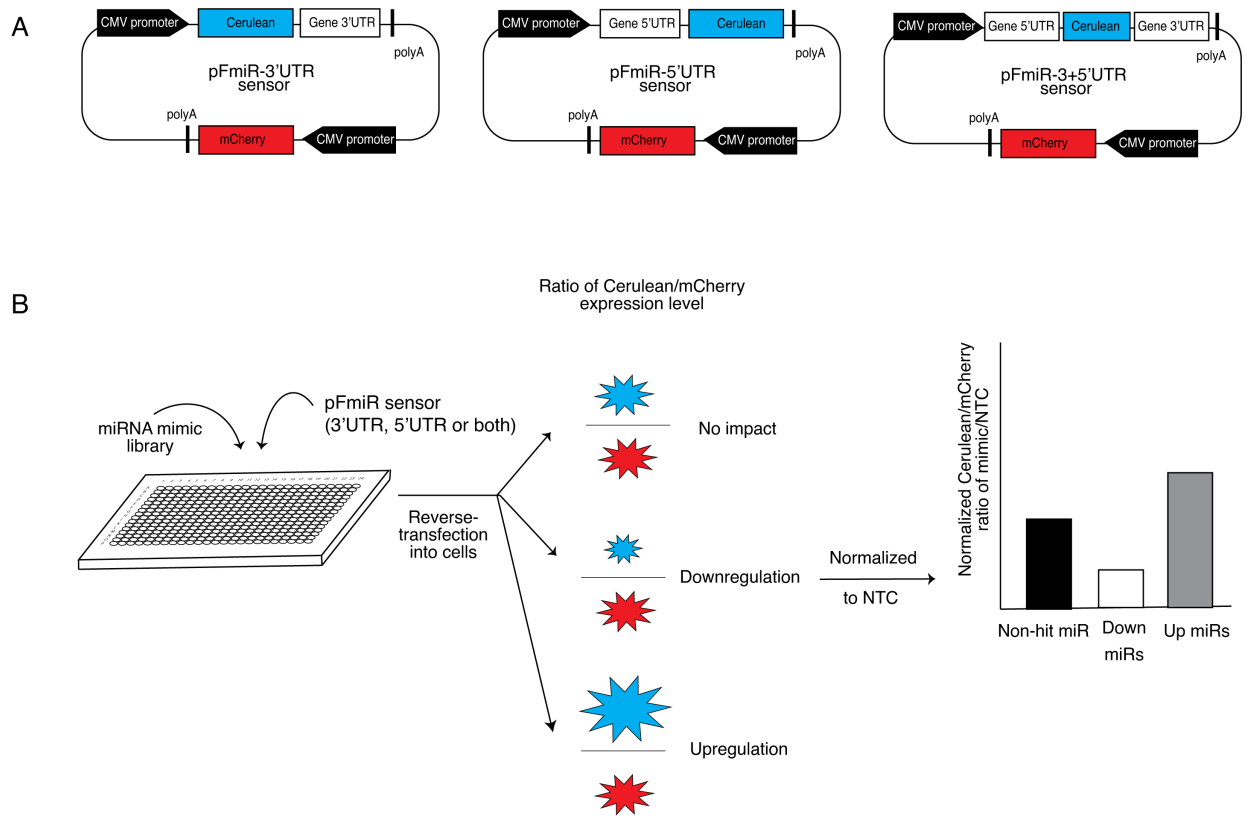 A
CMV promoter
Cerulean
Gene 3'UTR
polyA
pFmiR-3'UTR
sensor
polyA
mCherry
CMV promoter
CMV promoter
Gene 5'UTR
Cerulean
polyA
pFmiR-5'UTR
sensor
polyA
mCherry
CMV promoter
CMV promoter
Gene 5'UTR
Cerulean
Gene 3'UTR
polyA
pFmiR-3+5'UTR
sensor
polyA
mCherry
CMV promoter
B
Ratio of Cerulean/mCherry
expression level
miRNA mimic
library
pFmiR sensor
(3'UTR, 5'UTR or both)
Reverse-
transfection
into cells
No impact
Downregulation
Upregulation
Normalized
to NTC
Normalized Cerulean/mCherry
ratio of mimic/NTC
Non-hit miR
Down
miRs
Up miRs